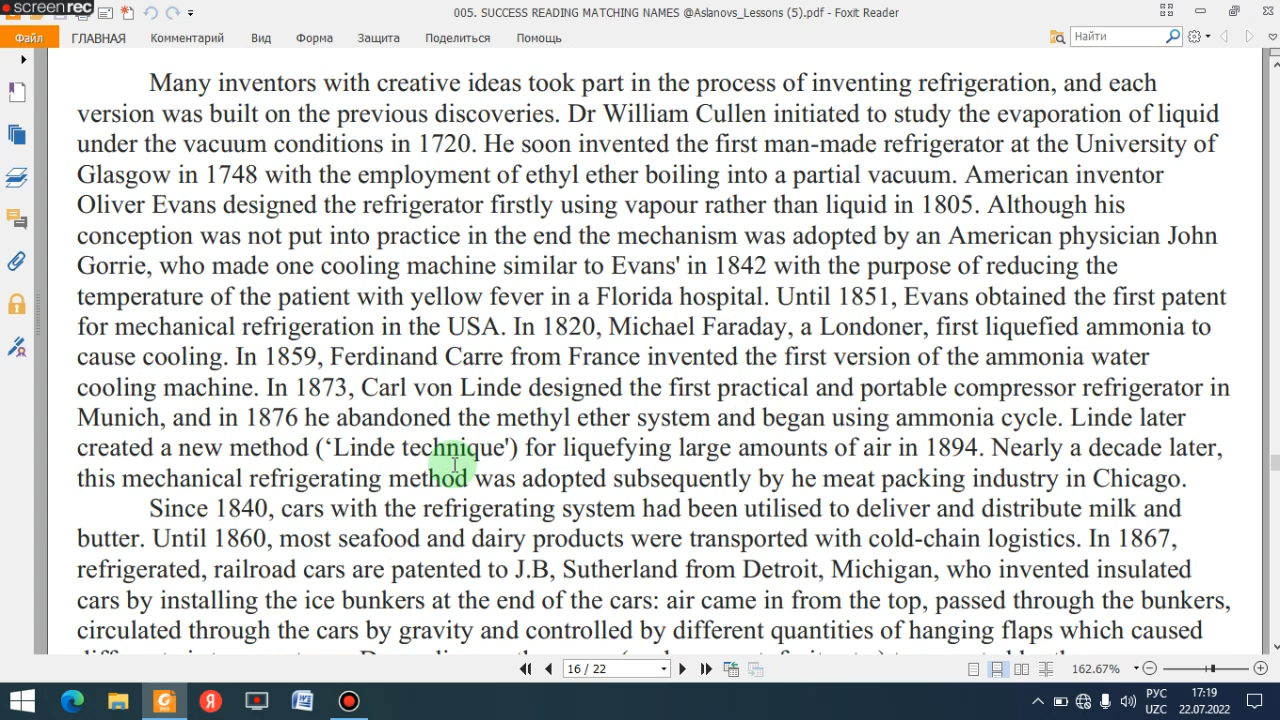 screenrec
005. SUCCESS READING MATCHING NAMES @Aslanovs_Lessons (5).pdf - Foxit Reader
Файл ГЛАВНАЯ Комментарий Вид Форма Защита Поделиться Помощь Найти
Many inventors with creative ideas took part in the process of inventing refrigeration, and each
version was built on the previous discoveries. Dr William Cullen initiated to study the evaporation of liquid
under the vacuum conditions in 1720. He soon invented the first man-made refrigerator at the University of
Glasgow in 1748 with the employment of ethyl ether boiling into a partial vacuum. American inventor
Oliver Evans designed the refrigerator firstly using vapour rather than liquid in 1805. Although his
conception was not put into practice in the end the mechanism was adopted by an American physician John
Gorrie, who made one cooling machine similar to Evans' in 1842 with the purpose of reducing the
temperature of the patient with yellow fever in a Florida hospital. Until 1851, Evans obtained the first patent
for mechanical refrigeration in the USA. In 1820, Michael Faraday, a Londoner, first liquefied ammonia to
cause cooling. In 1859, Ferdinand Carre from France invented the first version of the ammonia water
cooling machine. In 1873, Carl von Linde designed the first practical and portable compressor refrigerator in
Munich, and in 1876 he abandoned the methyl ether system and began using ammonia cycle. Linde later
created a new method (‘Linde technique') for liquefying large amounts of air in 1894. Nearly a decade later,
this mechanical refrigerating method was adopted subsequently by he meat packing industry in Chicago.
Since 1840, cars with the refrigerating system had been utilised to deliver and distribute milk and
butter. Until 1860, most seafood and dairy products were transported with cold-chain logistics. In 1867,
refrigerated, railroad cars are patented to J.B, Sutherland from Detroit, Michigan, who invented insulated
cars by installing the ice bunkers at the end of the cars: air came in from the top, passed through the bunkers,
circulated through the cars by gravity and controlled by different quantities of hanging flaps which caused
16 / 22 162.67%
РУС 17:19
UZC 22.07.2022